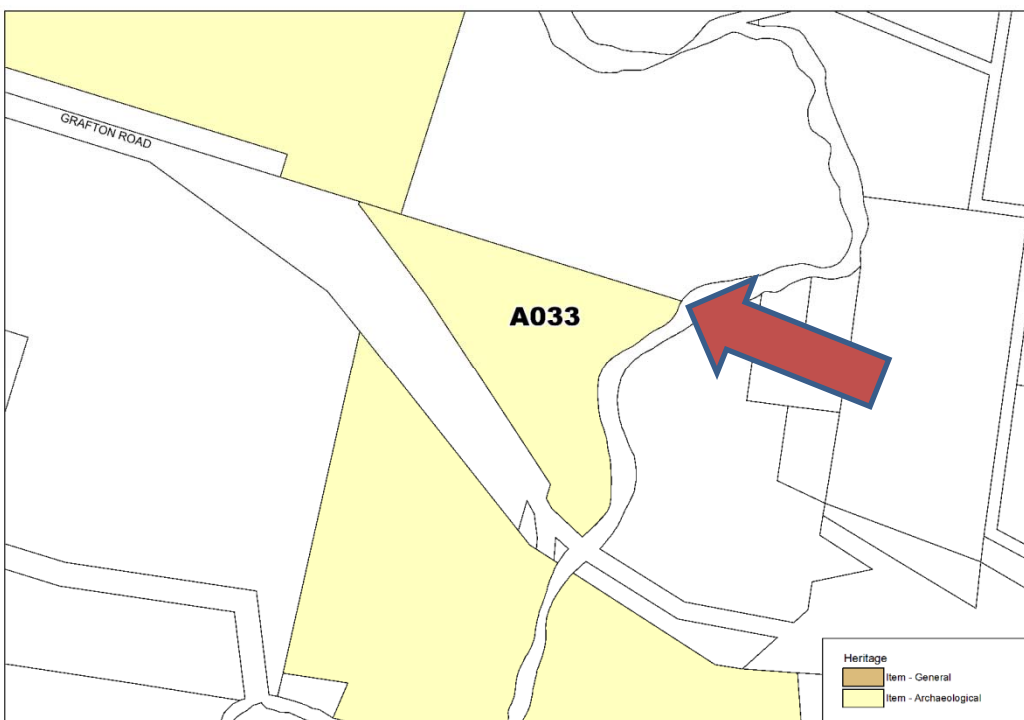 GRAFTON ROAD
A033
Heritage
Item - General
Item - Archaeological